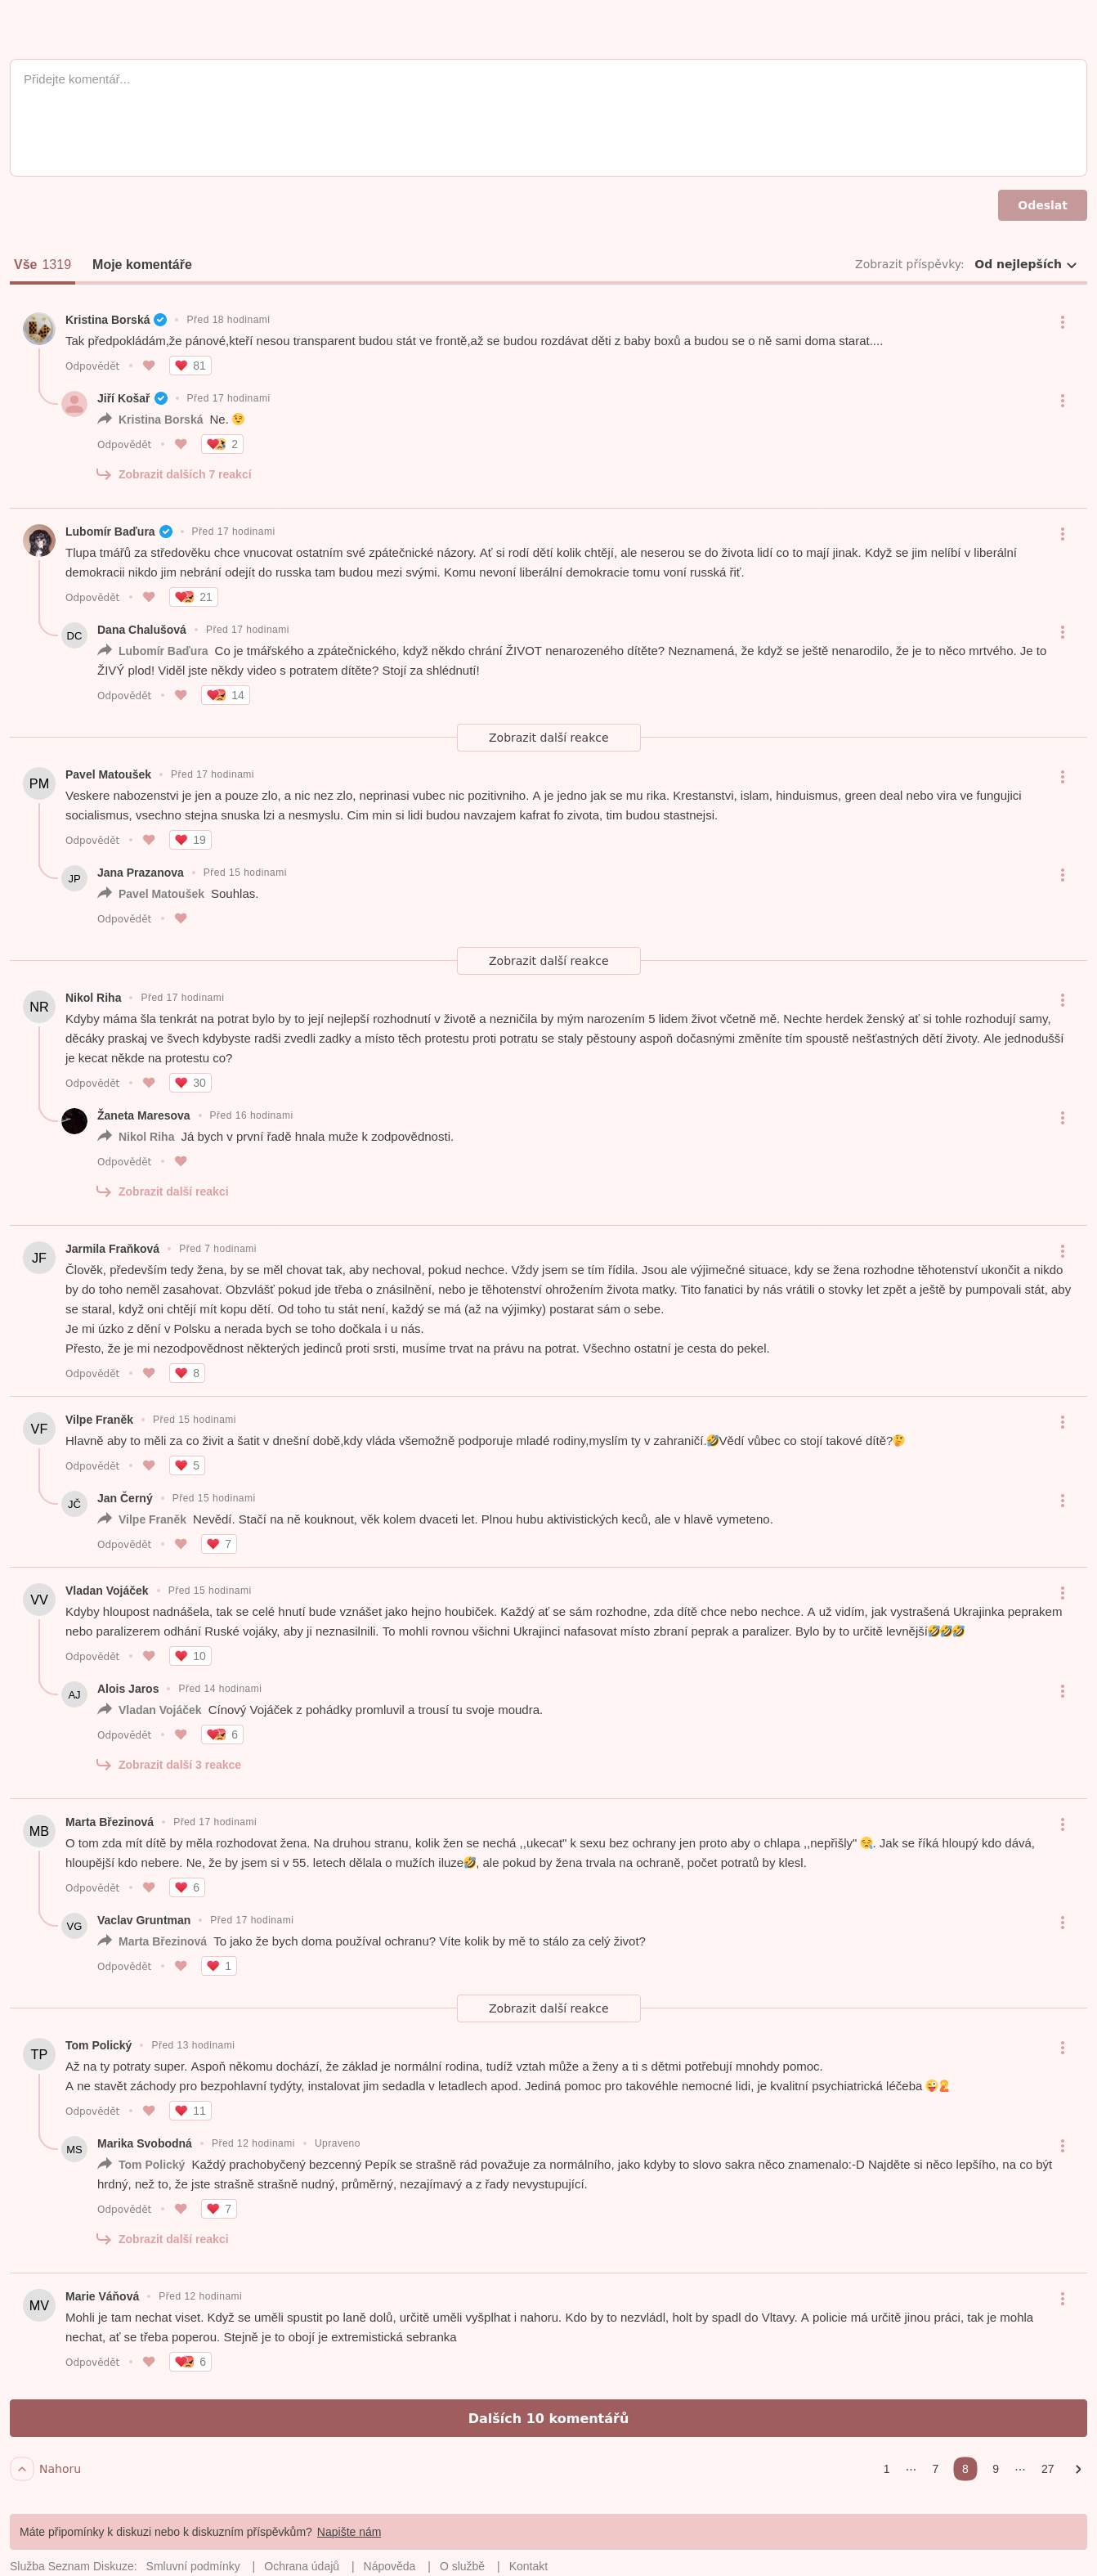 Přidejte komentář...
Odeslat
Vše 1319 Moje komentáře Zobrazit příspěvky: Od nejlepších
Kristina Borská • Před 18 hodinami
Tak předpokládám,že pánové,kteří nesou transparent budou stát ve frontě,až se budou rozdávat děti z baby boxů a budou se o ně sami doma starat....
Odpovědět • 81
Jiří Košař • Před 17 hodinami
Kristina Borská Ne. 😉
Odpovědět • 2
Zobrazit dalších 7 reakcí
Lubomír Baďura • Před 17 hodinami
Tlupa tmářů za středověku chce vnucovat ostatním své zpátečnické názory. Ať si rodí dětí kolik chtějí, ale neserou se do života lidí co to mají jinak. Když se jim nelíbí v liberální
demokracii nikdo jim nebrání odejít do russka tam budou mezi svými. Komu nevoní liberální demokracie tomu voní russká řiť.
Odpovědět • 21
DC
Dana Chalušová • Před 17 hodinami
Lubomír Baďura Co je tmářského a zpátečnického, když někdo chrání ŽIVOT nenarozeného dítěte? Neznamená, že když se ještě nenarodilo, že je to něco mrtvého. Je to
ŽIVÝ plod! Viděl jste někdy video s potratem dítěte? Stojí za shlédnutí!
Odpovědět • 14
Zobrazit další reakce
PM
Pavel Matoušek • Před 17 hodinami
Veskere nabozenstvi je jen a pouze zlo, a nic nez zlo, neprinasi vubec nic pozitivniho. A je jedno jak se mu rika. Krestanstvi, islam, hinduismus, green deal nebo vira ve fungujici
socialismus, vsechno stejna snuska lzi a nesmyslu. Cim min si lidi budou navzajem kafrat fo zivota, tim budou stastnejsi.
Odpovědět • 19
JP
Jana Prazanova • Před 15 hodinami
Pavel Matoušek Souhlas.
Odpovědět •
Zobrazit další reakce
NR
Nikol Riha • Před 17 hodinami
Kdyby máma šla tenkrát na potrat bylo by to její nejlepší rozhodnutí v životě a nezničila by mým narozením 5 lidem život včetně mě. Nechte herdek ženský ať si tohle rozhodují samy,
děcáky praskaj ve švech kdybyste radši zvedli zadky a místo těch protestu proti potratu se staly pěstouny aspoň dočasnými změníte tím spoustě nešťastných dětí životy. Ale jednodušší
je kecat někde na protestu co?
Odpovědět • 30
Žaneta Maresova • Před 16 hodinami
Nikol Riha Já bych v první řadě hnala muže k zodpovědnosti.
Odpovědět •
Zobrazit další reakci
JF
Jarmila Fraňková • Před 7 hodinami
Člověk, především tedy žena, by se měl chovat tak, aby nechoval, pokud nechce. Vždy jsem se tím řídila. Jsou ale výjimečné situace, kdy se žena rozhodne těhotenství ukončit a nikdo
by do toho neměl zasahovat. Obzvlášť pokud jde třeba o znásilnění, nebo je těhotenství ohrožením života matky. Tito fanatici by nás vrátili o stovky let zpět a ještě by pumpovali stát, aby
se staral, když oni chtějí mít kopu dětí. Od toho tu stát není, každý se má (až na výjimky) postarat sám o sebe.
Je mi úzko z dění v Polsku a nerada bych se toho dočkala i u nás.
Přesto, že je mi nezodpovědnost některých jedinců proti srsti, musíme trvat na právu na potrat. Všechno ostatní je cesta do pekel.
Odpovědět • 8
VF
Vilpe Franěk • Před 15 hodinami
Hlavně aby to měli za co živit a šatit v dnešní době,kdy vláda všemožně podporuje mladé rodiny,myslím ty v zahraničí.🤣Vědí vůbec co stojí takové dítě?🤔
Odpovědět • 5
JČ
Jan Černý • Před 15 hodinami
Vilpe Franěk Nevědí. Stačí na ně kouknout, věk kolem dvaceti let. Plnou hubu aktivistických keců, ale v hlavě vymeteno.
Odpovědět • 7
VV
Vladan Vojáček • Před 15 hodinami
Kdyby hloupost nadnášela, tak se celé hnutí bude vznášet jako hejno houbiček. Každý ať se sám rozhodne, zda dítě chce nebo nechce. A už vidím, jak vystrašená Ukrajinka peprakem
nebo paralizerem odhání Ruské vojáky, aby ji neznasilnili. To mohli rovnou všichni Ukrajinci nafasovat místo zbraní peprak a paralizer. Bylo by to určitě levnější🤣🤣🤣
Odpovědět • 10
AJ
Alois Jaros • Před 14 hodinami
Vladan Vojáček Cínový Vojáček z pohádky promluvil a trousí tu svoje moudra.
Odpovědět • 6
Zobrazit další 3 reakce
MB
Marta Březinová • Před 17 hodinami
O tom zda mít dítě by měla rozhodovat žena. Na druhou stranu, kolik žen se nechá ,,ukecat" k sexu bez ochrany jen proto aby o chlapa ,,nepřišly" 😪. Jak se říká hloupý kdo dává,
hloupější kdo nebere. Ne, že by jsem si v 55. letech dělala o mužích iluze🤣, ale pokud by žena trvala na ochraně, počet potratů by klesl.
Odpovědět • 6
VG
Vaclav Gruntman • Před 17 hodinami
Marta Březinová To jako že bych doma používal ochranu? Víte kolik by mě to stálo za celý život?
Odpovědět • 1
Zobrazit další reakce
TP
Tom Polický • Před 13 hodinami
Až na ty potraty super. Aspoň někomu dochází, že základ je normální rodina, tudíž vztah může a ženy a ti s dětmi potřebují mnohdy pomoc.
A ne stavět záchody pro bezpohlavní tydýty, instalovat jim sedadla v letadlech apod. Jediná pomoc pro takovéhle nemocné lidi, je kvalitní psychiatrická léčeba 😜🤦
Odpovědět • 11
MS
Marika Svobodná • Před 12 hodinami • Upraveno
Tom Polický Každý prachobyčený bezcenný Pepík se strašně rád považuje za normálního, jako kdyby to slovo sakra něco znamenalo:-D Najděte si něco lepšího, na co být
hrdný, než to, že jste strašně strašně nudný, průměrný, nezajímavý a z řady nevystupující.
Odpovědět • 7
Zobrazit další reakci
MV
Marie Váňová • Před 12 hodinami
Mohli je tam nechat viset. Když se uměli spustit po laně dolů, určitě uměli vyšplhat i nahoru. Kdo by to nezvládl, holt by spadl do Vltavy. A policie má určitě jinou práci, tak je mohla
nechat, ať se třeba poperou. Stejně je to obojí je extremistická sebranka
Odpovědět • 6
Dalších 10 komentářů
Nahoru 1 ··· 7 8 9 ··· 27
Máte připomínky k diskuzi nebo k diskuzním příspěvkům? Napište nám
Služba Seznam Diskuze: Smluvní podmínky | Ochrana údajů | Nápověda | O službě | Kontakt